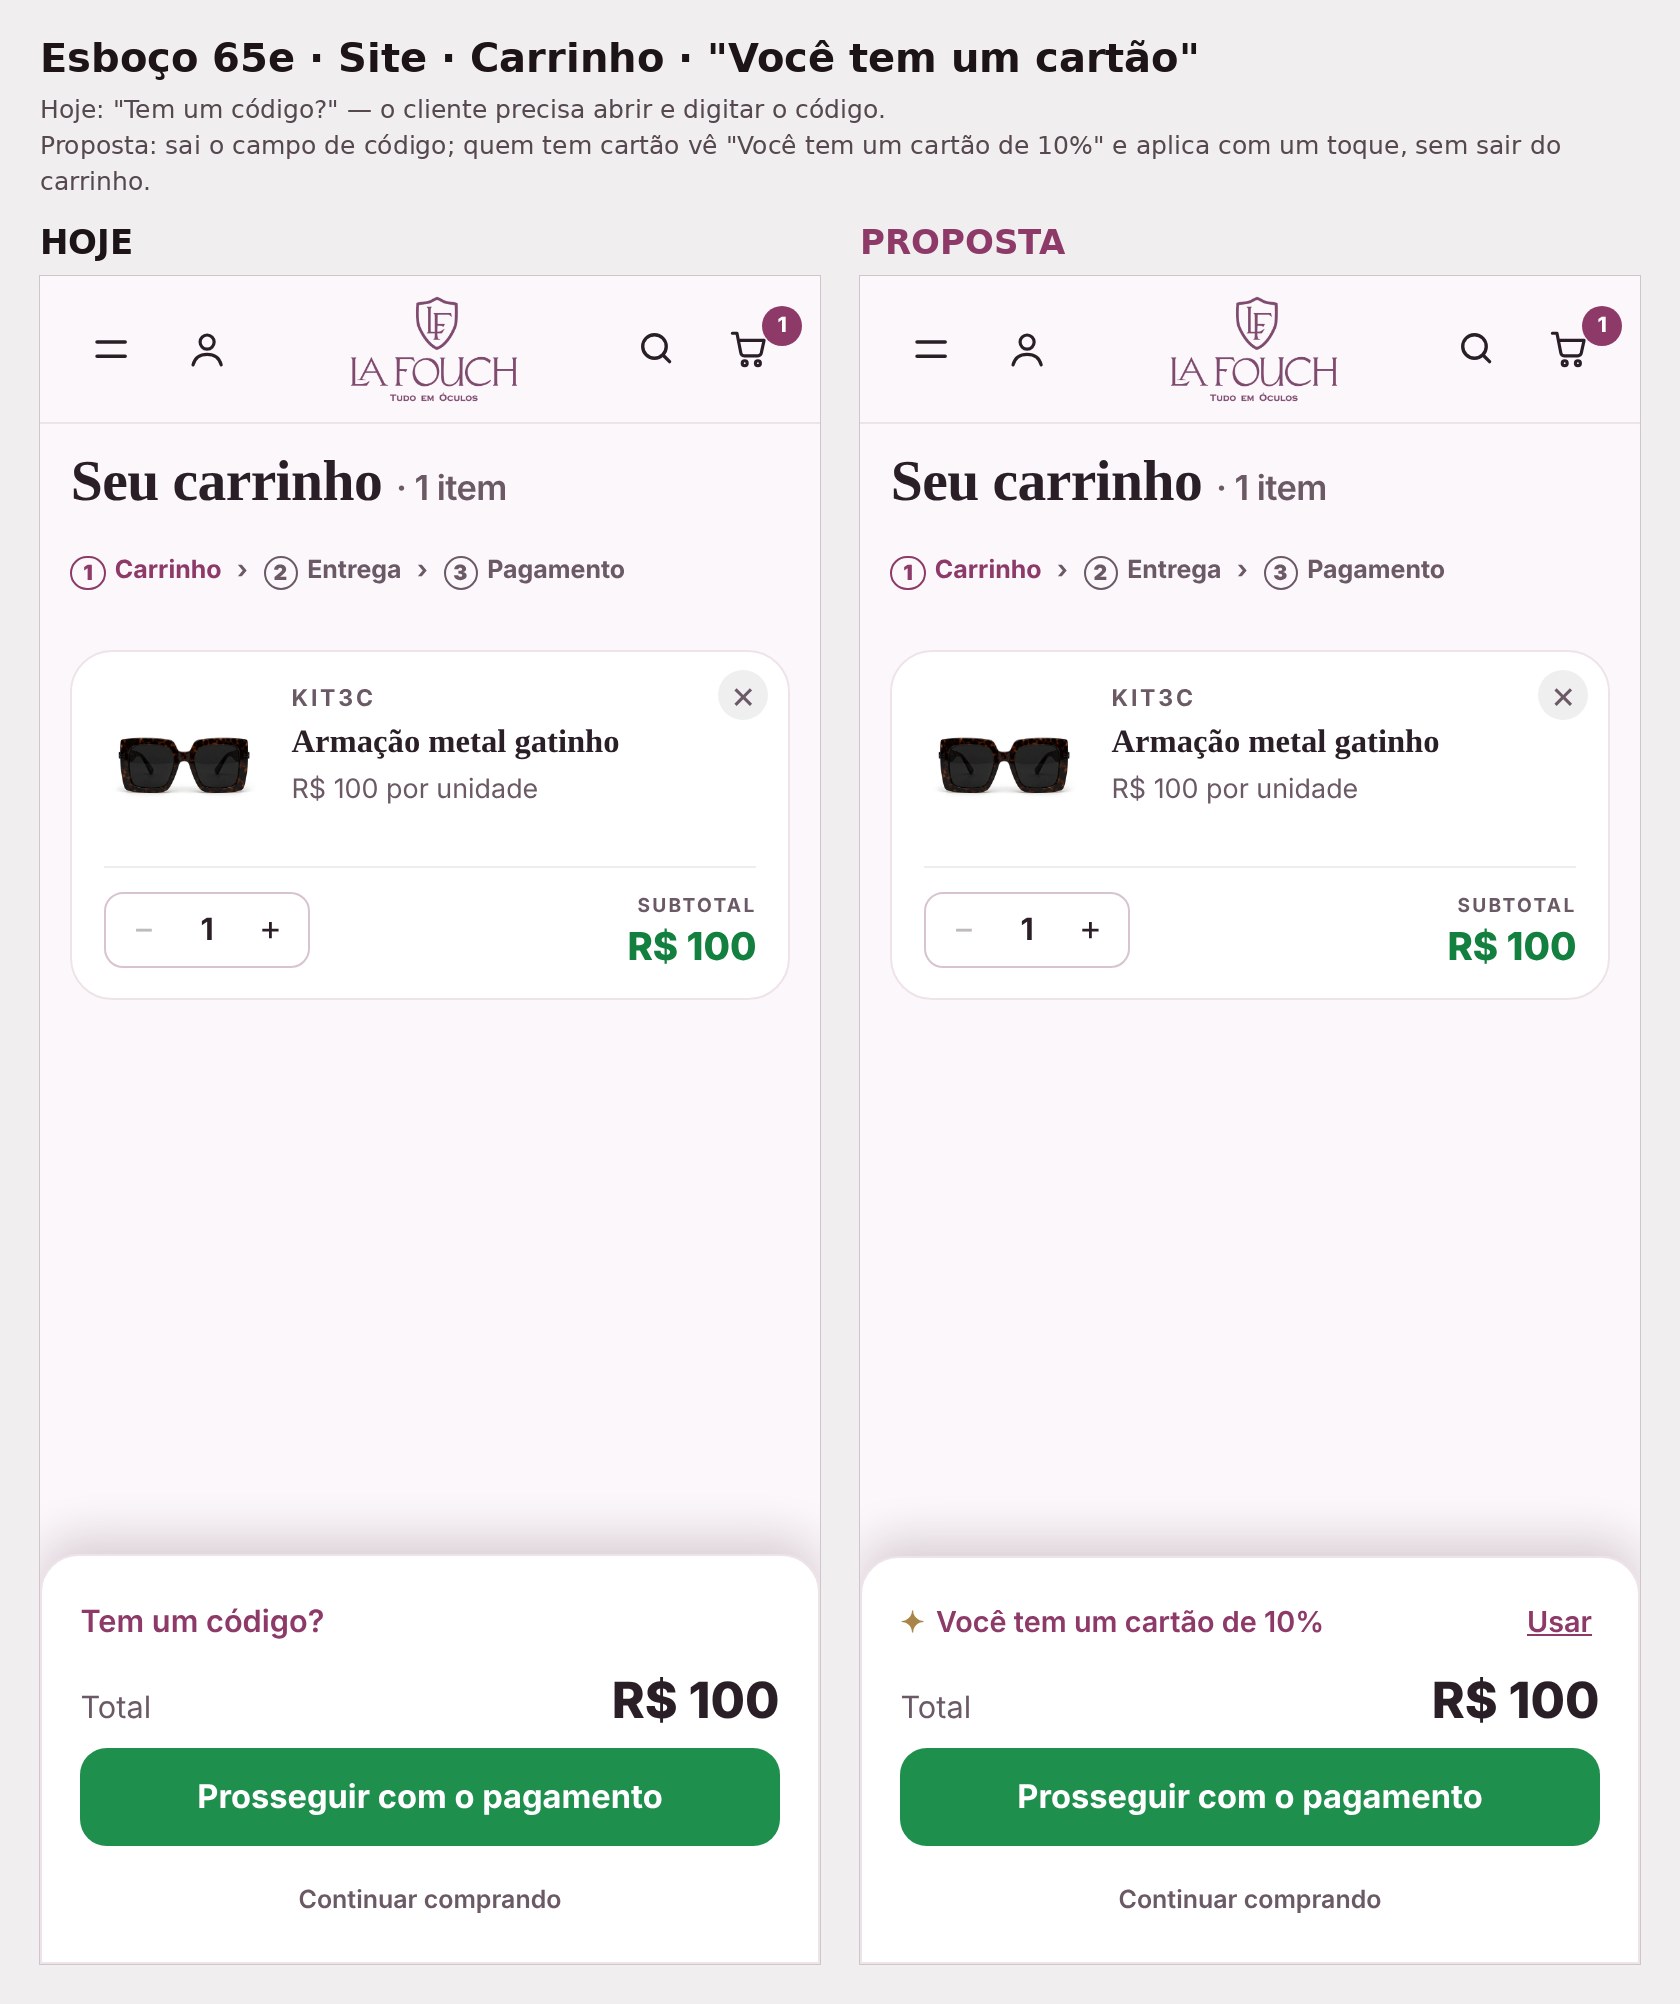 Esboço 65e · Site · Carrinho · "Você tem um cartão"
Hoje: "Tem um código?" — o cliente precisa abrir e digitar o código.
Proposta: sai o campo de código; quem tem cartão vê "Você tem um cartão de 10%" e aplica com um toque, sem sair do
carrinho.
HOJE
LF
LA FOUCH
Tudo em Óculos
1
Seu carrinho · 1 item
1 Carrinho › 2 Entrega › 3 Pagamento
KIT3C
×
Armação metal gatinho
R$ 100 por unidade
− 1 +
SUBTOTAL
R$ 100
Tem um código?
Total R$ 100
Prosseguir com o pagamento
Continuar comprando
PROPOSTA
LF
LA FOUCH
Tudo em Óculos
1
Seu carrinho · 1 item
1 Carrinho › 2 Entrega › 3 Pagamento
KIT3C
×
Armação metal gatinho
R$ 100 por unidade
− 1 +
SUBTOTAL
R$ 100
✦ Você tem um cartão de 10% Usar
Total R$ 100
Prosseguir com o pagamento
Continuar comprando